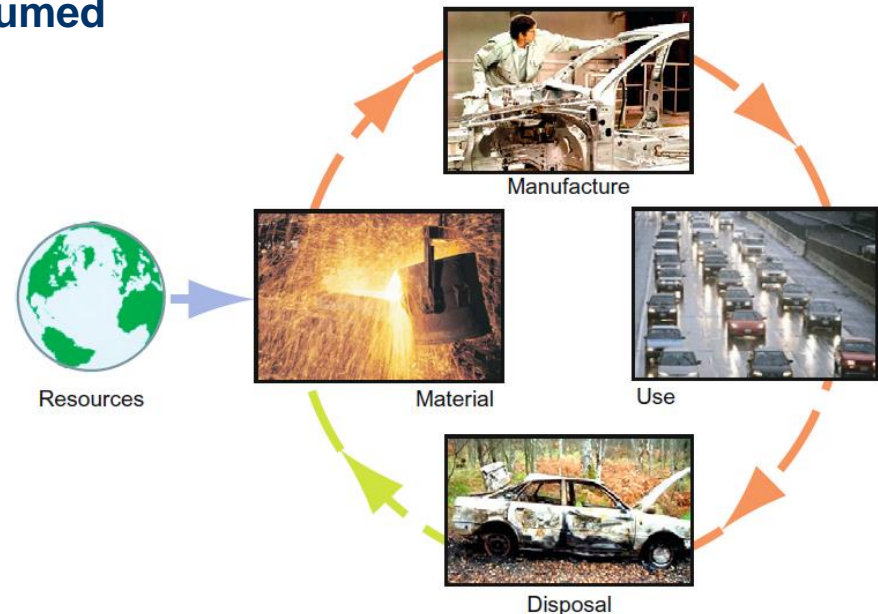 umed
Manufacture
Resources
Material
Use
Disposal